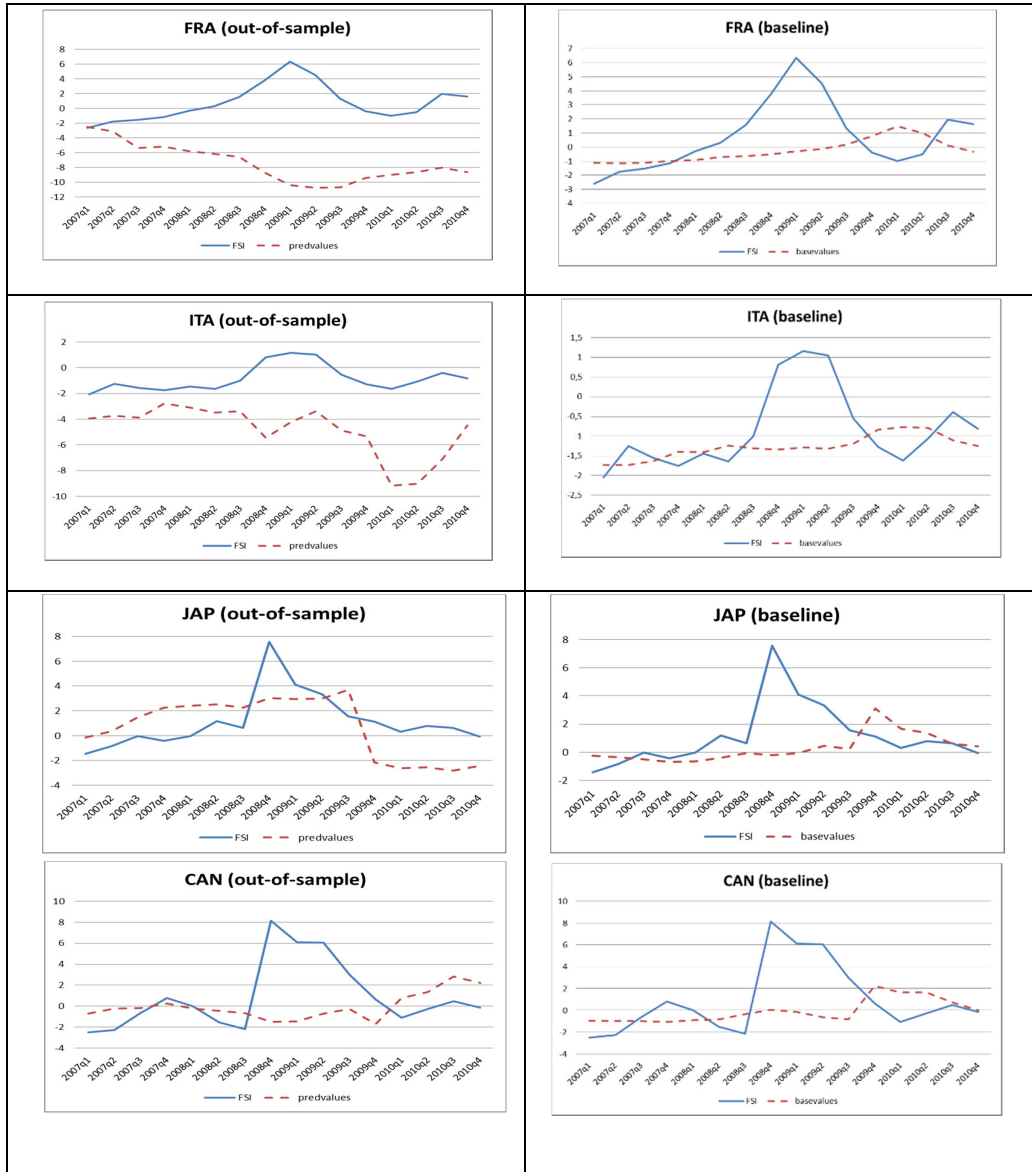 FRA (out-of-sample)
8
6
4
2
0
-2
-4
-6
-8
-10
-12
2007q1 2007q2 2007q3 2007q4 2008q1 2008q2 2008q3 2008q4 2009q1 2009q2 2009q3 2009q4 2010q1 2010q2 2010q3 2010q4
FSI predvalues
FRA (baseline)
7
6
5
4
3
2
1
0
-1
-2
-3
4
2007q1 2007q2 2007q3 2007q4 2008q1 2008q2 2008q3 2008q4 2009q1 2009q2 2009q3 2009q4 2010q1 2010q2 2010q3 2010q4
FSI basevalues
ITA (out-of-sample)
2
0
-2
-4
-6
-8
-10
2007q1 2007q2 2007q3 2007q4 2008q1 2008q2 2008q3 2008q4 2009q1 2009q2 2009q3 2009q4 2010q1 2010q2 2010q3 2010q4
FSI predvalues
ITA (baseline)
1,5
1
0,5
0
-0,5
1
-1,5
-2
-2,5
2007q1 2007q2 2007q3 2007q4 2008q1 2008q2 2008q3 2008q4 2009q1 2009q2 2009q3 2009q4 2010q1 2010q2 2010q3 2010q4
FSI basevalues
JAP (out-of-sample)
8
6
4
2
0
-2
-4
2007q1 2007q2 2007q3 2007q4 2008q1 2008q2 2008q3 2008q4 2009q1 2009q2 2009q3 2009q4 2010q1 2010q2 2010q3 2010q4
FSI predvalues
JAP (baseline)
8
6
4
2
0
-2
2007q1 2007q2 2007q3 2007q4 2008q1 2008q2 2008q3 2008q4 2009q1 2009q2 2009q3 2009q4 2010q1 2010q2 2010q3 2010q4
FSI basevalues
CAN (out-of-sample)
10
8
6
4
2
0
-2
-4
2007q1 2007q2 2007q3 2007q4 2008q1 2008q2 2008q3 2008q4 2009q1 2009q2 2009q3 2009q4 2010q1 2010q2 2010q3 2010q4
FSI predvalues
CAN (baseline)
10
8
6
4
2
0
-2
-4
2007q1 2007q2 2007q3 2007q4 2008q1 2008q2 2008q3 2008q4 2009q1 2009q2 2009q3 2009q4 2010q1 2010q2 2010q3 2010q4
FSI basevalues